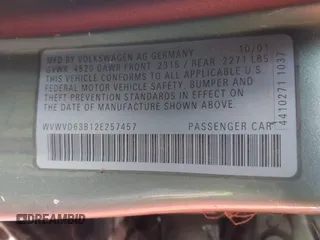 MFD. BY VOLKSWAGEN AG GERMANY 10/01
GVWR 4520 GAWR FRONT 2315 / REAR 2271 LBS
THIS VEHICLE CONFORMS TO ALL APPLICABLE U.S.
FEDERAL MOTOR VEHICLE SAFETY, BUMPER AND
THEFT PREVENTION STANDARDS IN EFFECT ON THE
DATE OF MANUFACTURE SHOWN ABOVE
WVWVD63B12E257457 PASSENGER CAR
4410271 1037
DREAMBID